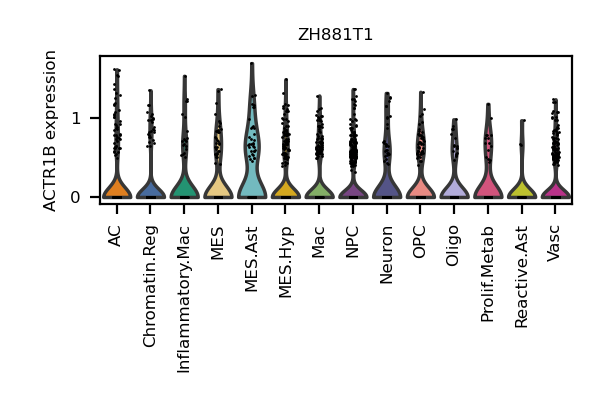 ZH881T1
ACTR1B expression
1
0
AC
Chromatin.Reg
Inflammatory.Mac
MES
MES.Ast
MES.Hyp
Mac
NPC
Neuron
OPC
Oligo
Prolif.Metab
Reactive.Ast
Vasc